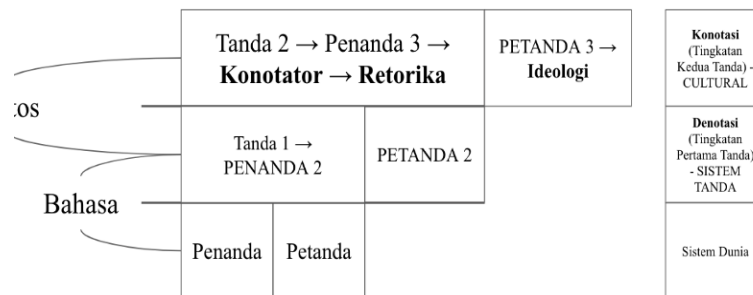 Tanda 2 → Penanda 3 →
Konotator → Retorika
PETANDA 3 →
Ideologi
Konotasi
(Tingkatan
Kedua Tanda) -
CULTURAL
tos
Tanda 1 →
PENANDA 2
PETANDA 2
Denotasi
(Tingkatan
Pertama Tanda)
- SISTEM
TANDA
Bahasa
Penanda
Petanda
Sistem Dunia